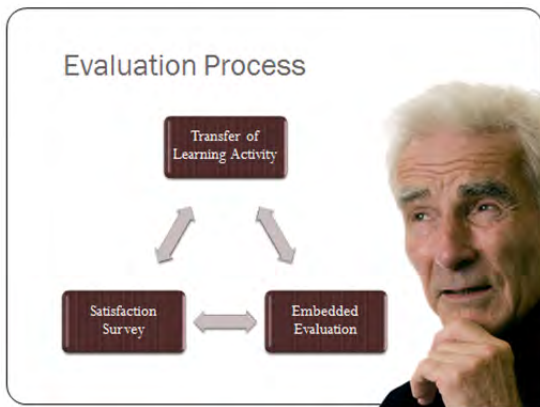 Evaluation Process
Transfer of
Learning Activity
Satisfaction
Survey
Embedded
Evaluation